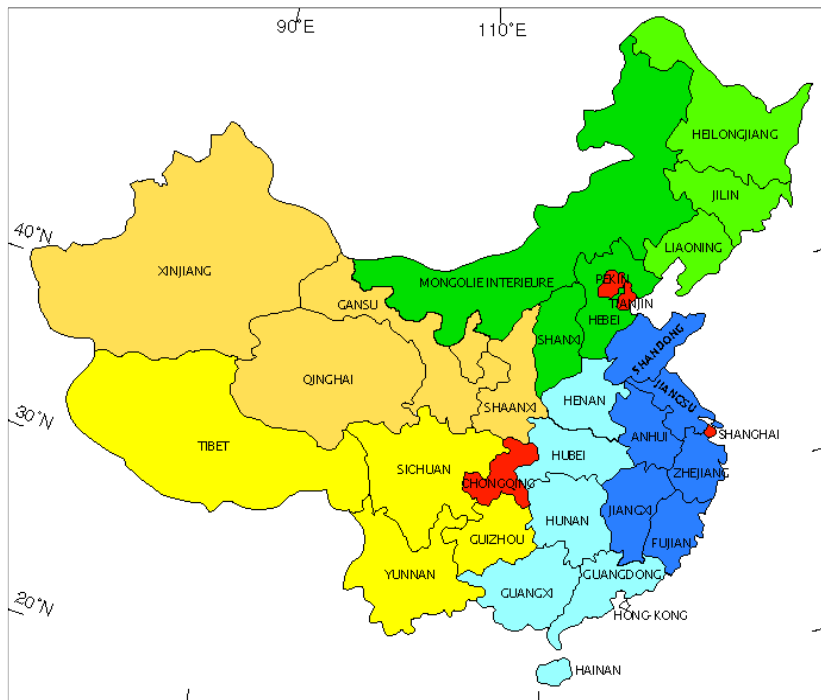 90°E
110°E
HEILONGJIANG
JILIN
LIAONING
40°N
XINJIANG
MONGOLIE INTERIEURE
PEKIN
GANSU
TIANJIN
HEBEI
SHANXI
SHANDONG
QINGHAI
JIANGSU
HENAN
SHAANXI
30°N
SHANGHAI
ANHUI
TIBET
HUBEI
SICHUAN
ZHEJIANG
CHONGQING
JIANGXI
HUNAN
GUIZHOU
FUJIAN
YUNNAN
GUANGDONG
GUANGXI
20°N
HONG-KONG
HAINAN